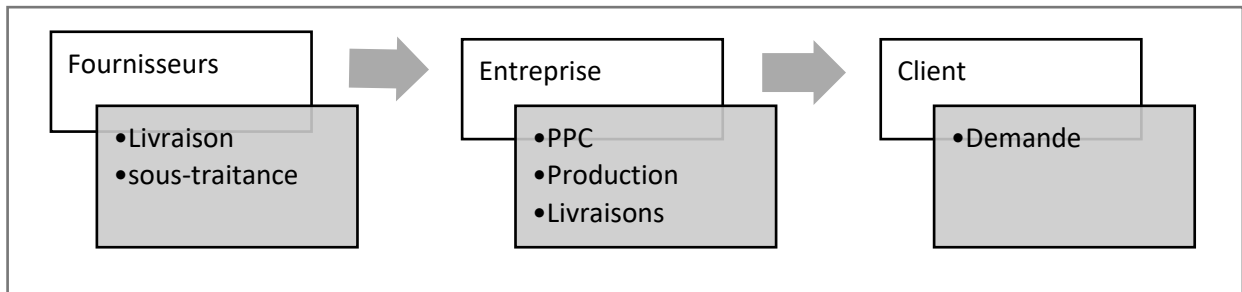 Fournisseurs
•Livraison
•sous-traitance
Entreprise
•PPC
•Production
•Livraisons
Client
•Demande